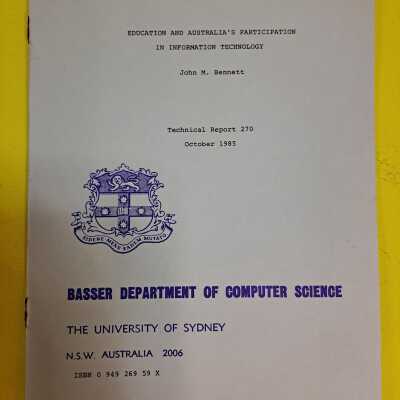 EDUCATION AND AUSTRALIA'S PARTICIPATION
IN INFORMATION TECHNOLOGY
John M. Bennett
Technical Report 270
October 1985
SIDERE MENS EADEM MUTATO
BASSER DEPARTMENT OF COMPUTER SCIENCE
THE UNIVERSITY OF SYDNEY
N.S.W. AUSTRALIA 2006
ISBN 0 949 269 59 X